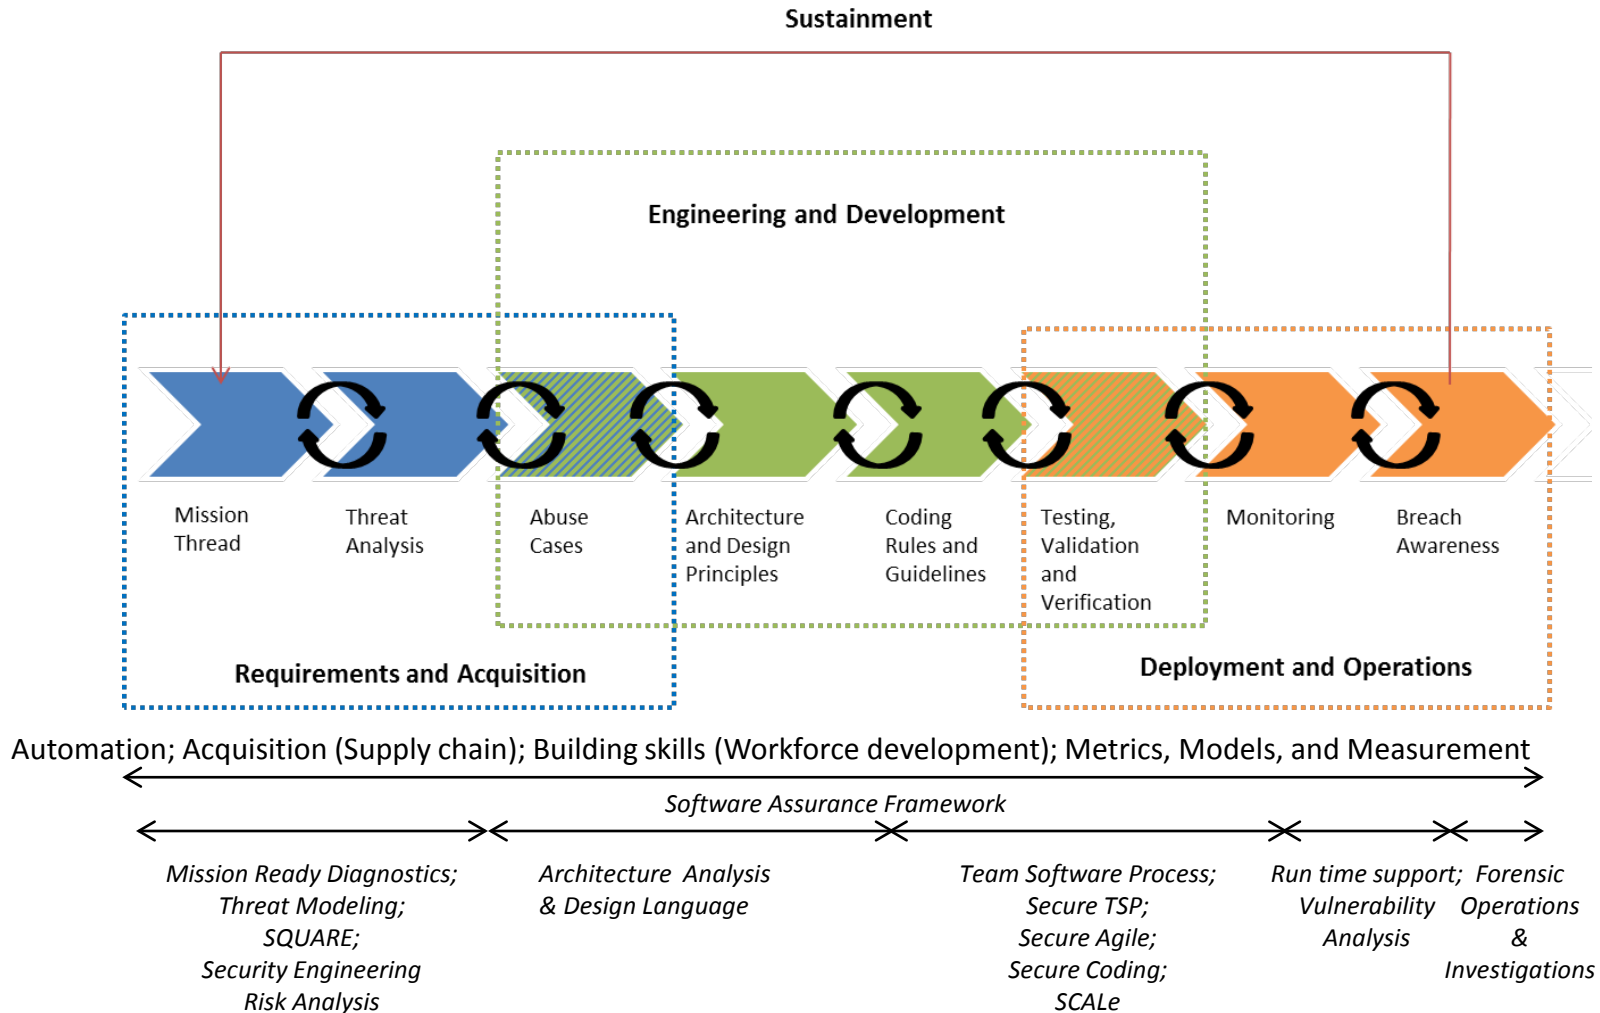 Sustainment
Engineering and Development
Mission
Thread
Threat
Analysis
Abuse
Cases
Architecture
and Design
Principles
Coding
Rules and
Guidelines
Testing,
Validation
and
Verification
Monitoring
Breach
Awareness
Requirements and Acquisition
Deployment and Operations
Automation; Acquisition (Supply chain); Building skills (Workforce development); Metrics, Models, and Measurement
Software Assurance Framework
Mission Ready Diagnostics;
Threat Modeling;
SQUARE;
Security Engineering
Risk Analysis
Architecture Analysis
& Design Language
Team Software Process;
Secure TSP;
Secure Agile;
Secure Coding;
SCALe
Run time support;
Vulnerability
Analysis
Forensic
Operations
&
Investigations